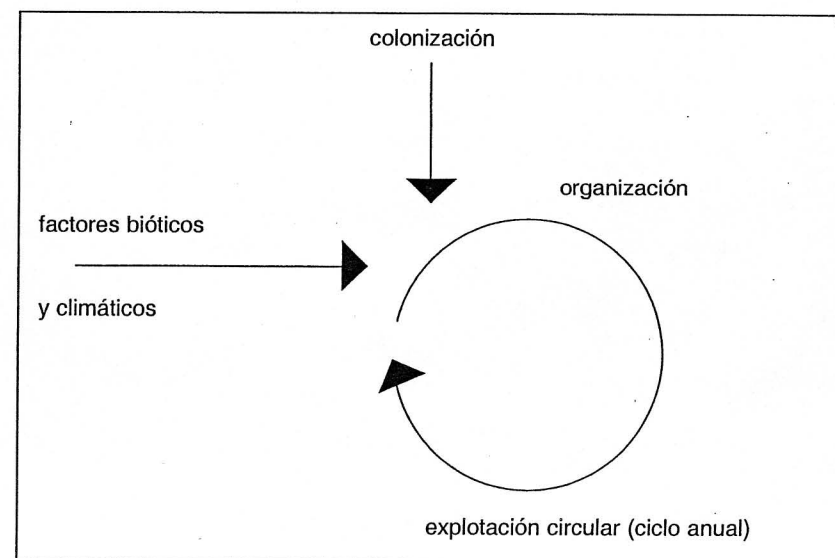 colonización
organización
factores bióticos
y climáticos
explotación circular (ciclo anual)